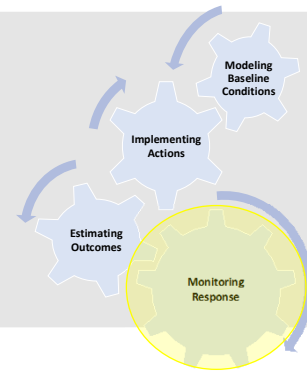 Modeling
Baseline
Conditions
Implementing
Actions
Estimating
Outcomes
Monitoring
Response